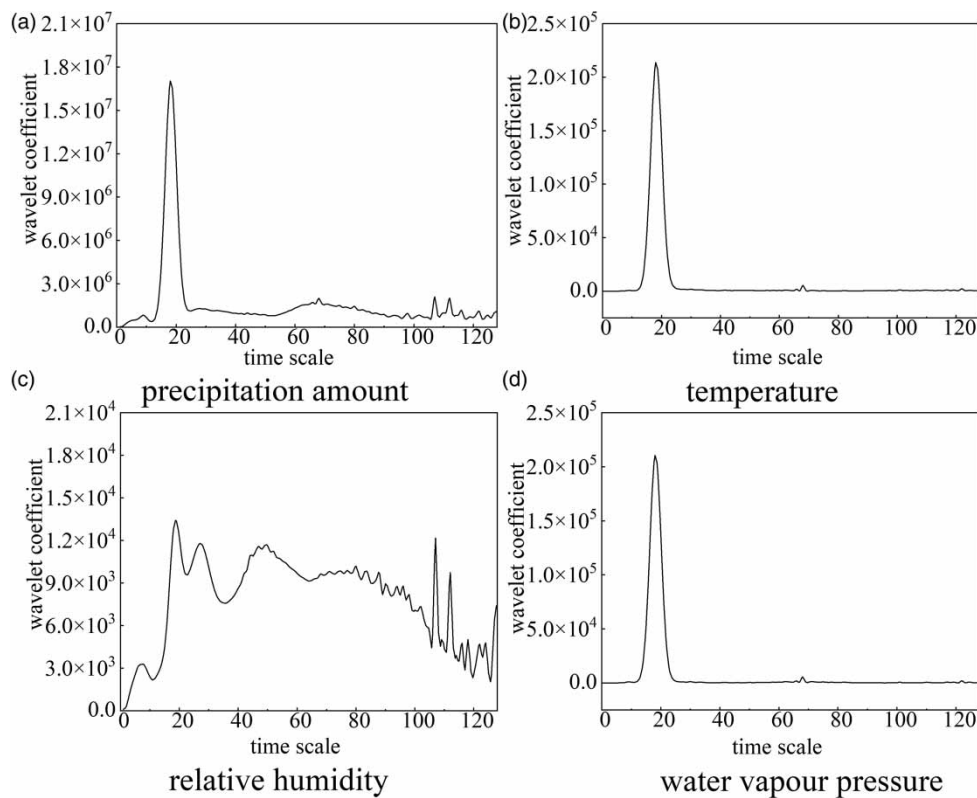 (a)
2.1×10⁷
1.8×10⁷
1.5×10⁷
1.2×10⁷
9.0×10⁶
6.0×10⁶
3.0×10⁶
0.0
wavelet coefficient
0 20 40 60 80 100 120
time scale
precipitation amount
(b)
2.5×10⁵
2.0×10⁵
1.5×10⁵
1.0×10⁵
5.0×10⁴
0.0
wavelet coefficient
0 20 40 60 80 100 120
time scale
temperature
(c)
2.1×10⁴
1.8×10⁴
1.5×10⁴
1.2×10⁴
9.0×10³
6.0×10³
3.0×10³
0.0
wavelet coefficient
0 20 40 60 80 100 120
time scale
relative humidity
(d)
2.5×10⁵
2.0×10⁵
1.5×10⁵
1.0×10⁵
5.0×10⁴
0.0
wavelet coefficient
0 20 40 60 80 100 120
time scale
water vapour pressure